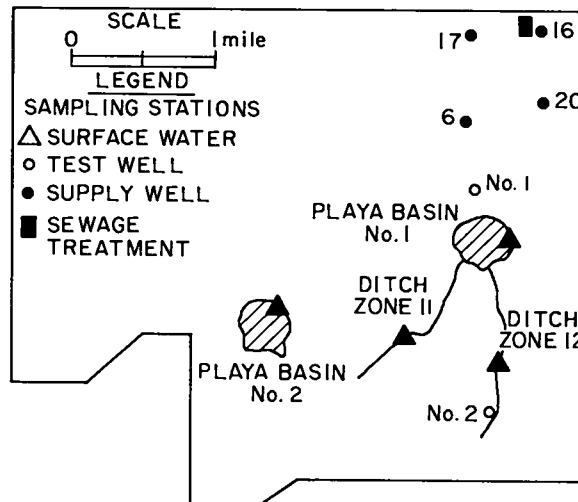 SCALE
0 1 mile
LEGEND
SAMPLING STATIONS
SURFACE WATER
TEST WELL
SUPPLY WELL
SEWAGE
TREATMENT
17
16
6
20
No. 1
PLAYA BASIN
No. 1
DITCH
ZONE 11
DITCH
ZONE 12
PLAYA BASIN
No. 2
No. 2